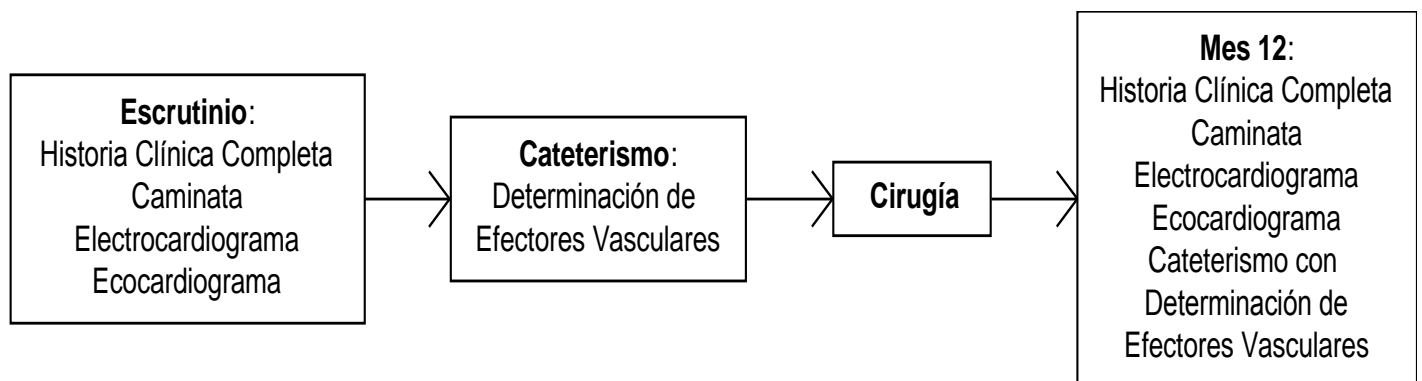 Escrutinio:
Historia Clínica Completa
Caminata
Electrocardiograma
Ecocardiograma
Cateterismo:
Determinación de
Efectores Vasculares
Cirugía
Mes 12:
Historia Clínica Completa
Caminata
Electrocardiograma
Ecocardiograma
Cateterismo con
Determinación de
Efectores Vasculares